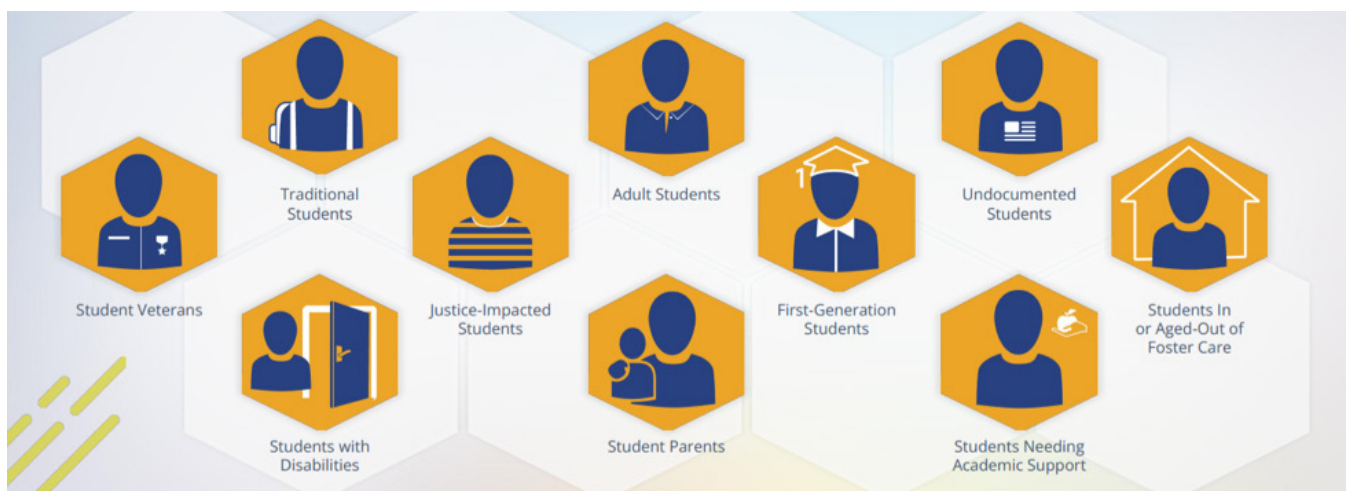 Traditional
Students
Adult Students
Undocumented
Students
1
Student Veterans
Justice-Impacted
Students
First-Generation
Students
Students In
or Aged-Out of
Foster Care
Students with
Disabilities
Student Parents
Students Needing
Academic Support